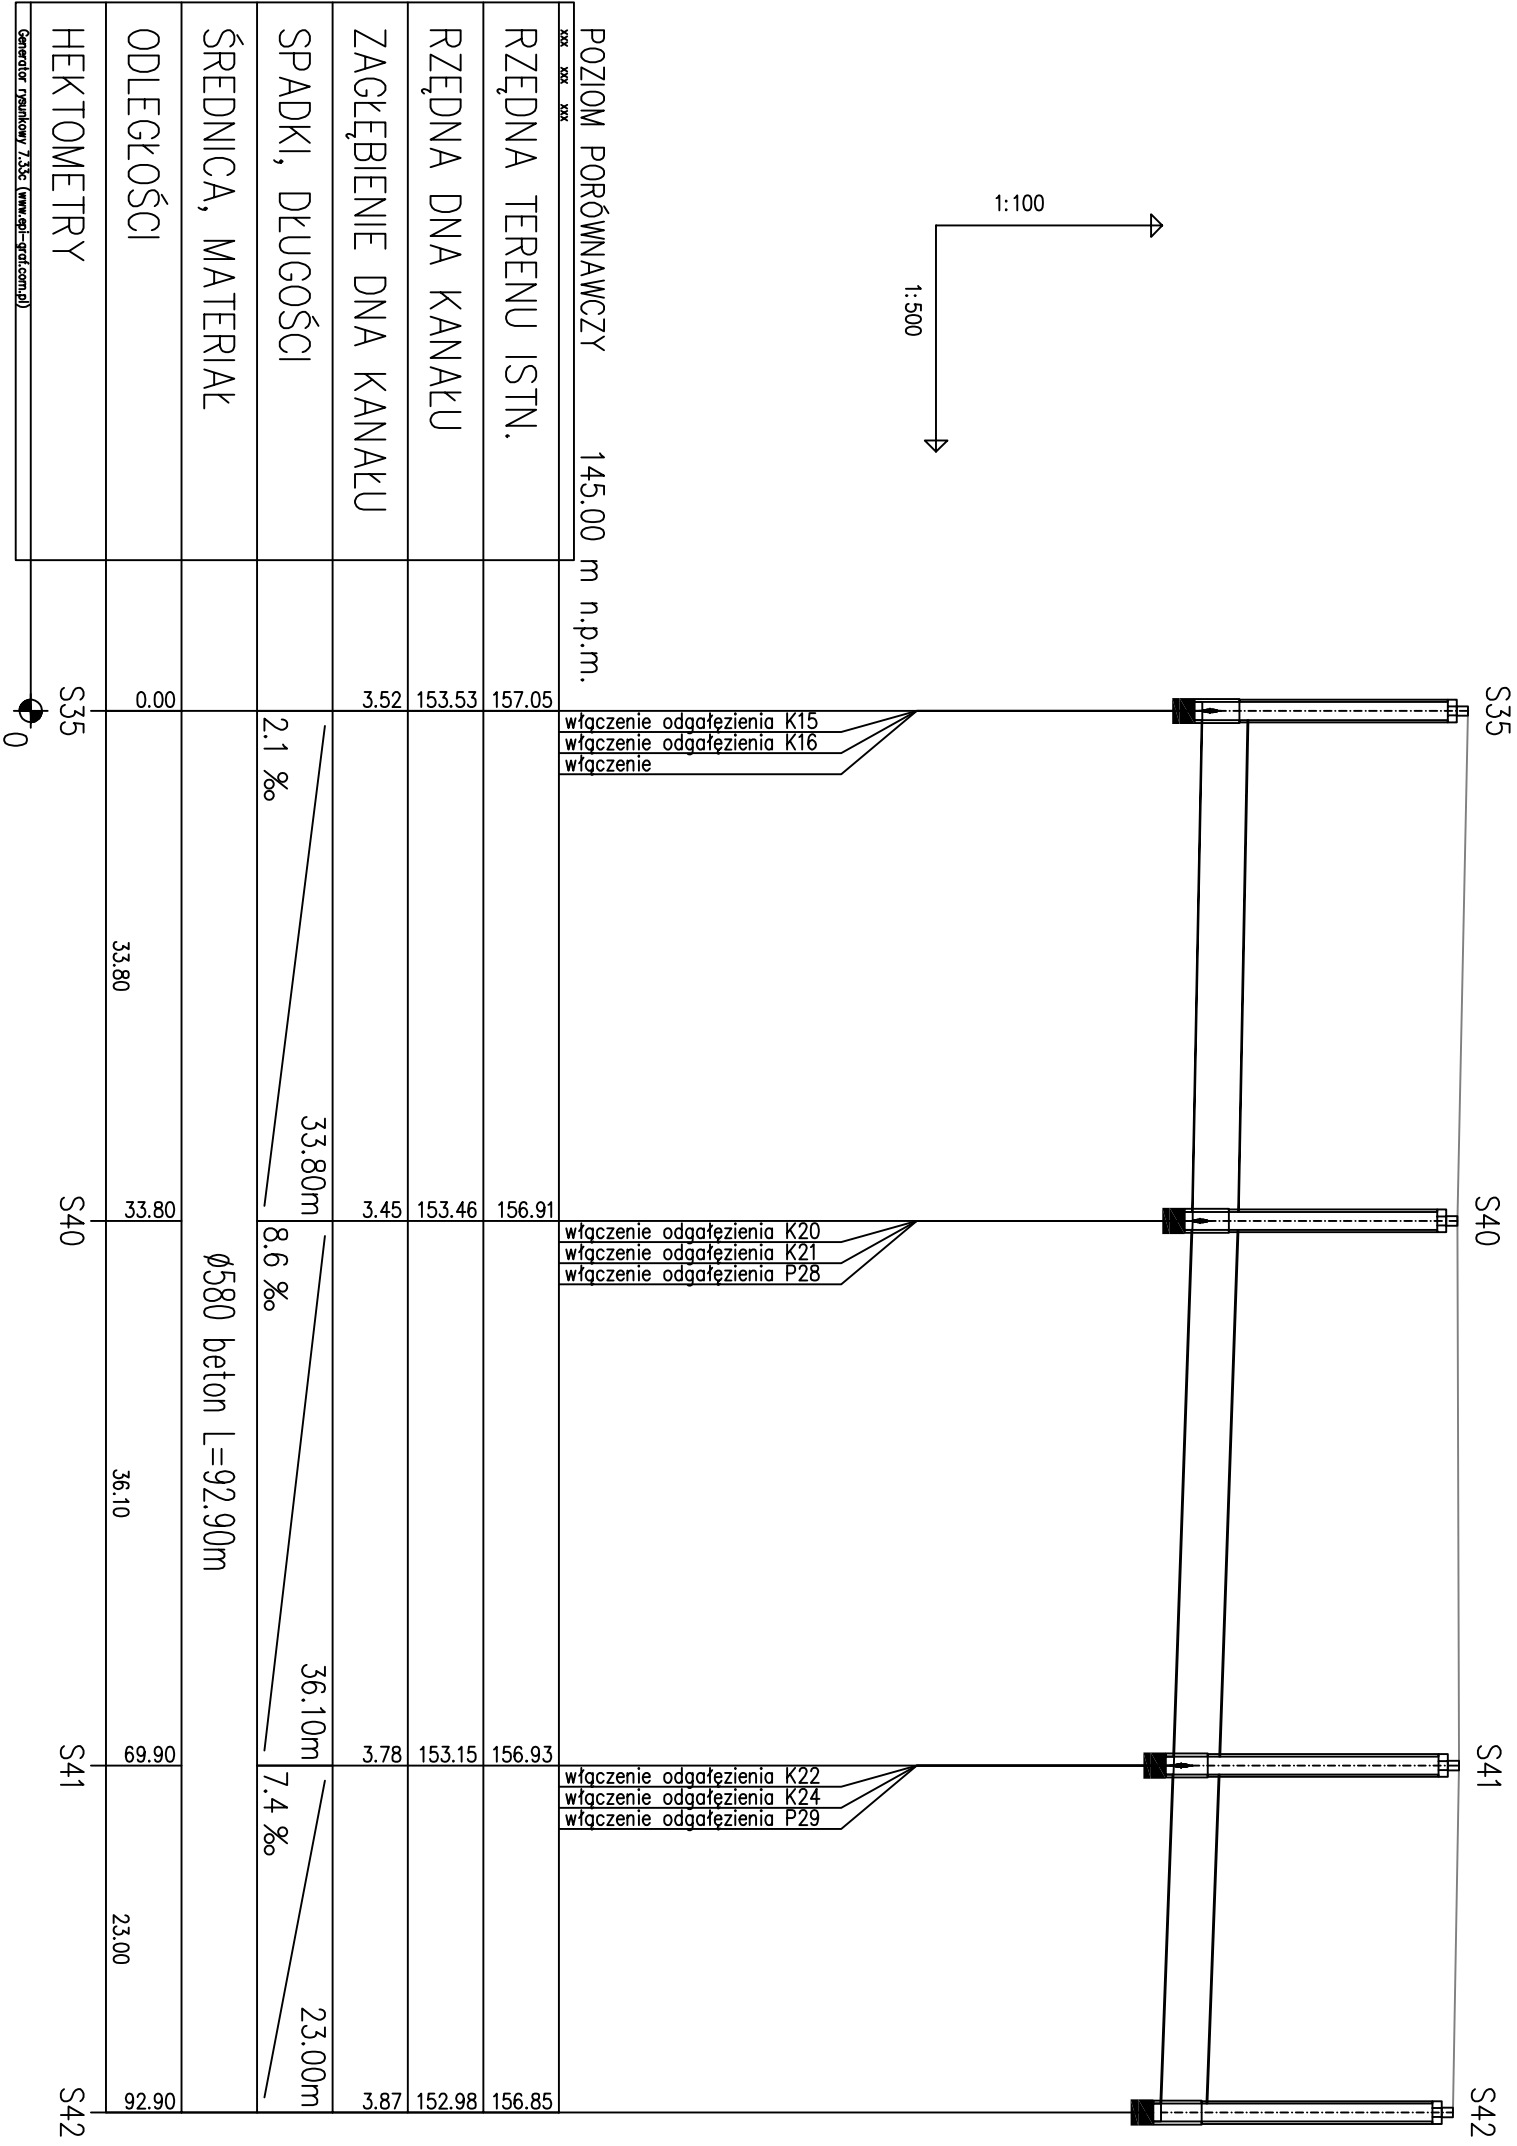 S35 S40 S41 S42
1:100
1:500
POZIOM PORÓWNAWCZY 145.00 m n.p.m.
włączenie odgałęzienia K15
włączenie odgałęzienia K16
włączenie
włączenie odgałęzienia K20
włączenie odgałęzienia K21
włączenie odgałęzienia P28
włączenie odgałęzienia K22
włączenie odgałęzienia K24
włączenie odgałęzienia P29
xxx xxx xxx
RZĘDNA TERENU ISTN. 157.05 156.91 156.93 156.85
RZĘDNA DNA KANAŁU 153.53 153.46 153.15 152.98
ZAGŁĘBIENIE DNA KANAŁU 3.52 3.45 3.78 3.87
SPADKI, DŁUGOŚCI 2.1 ‰ 33.80m 8.6 ‰ 36.10m 7.4 ‰ 23.00m
ŚREDNICA, MATERIAŁ Ø580 beton L=92.90m
ODLEGŁOŚCI 0.00 33.80 33.80 36.10 69.90 23.00 92.90
HEKTOMETRY S35 S40 S41 S42
0
Generator rysunkowy 7.33c (www.epi-graf.com.pl)